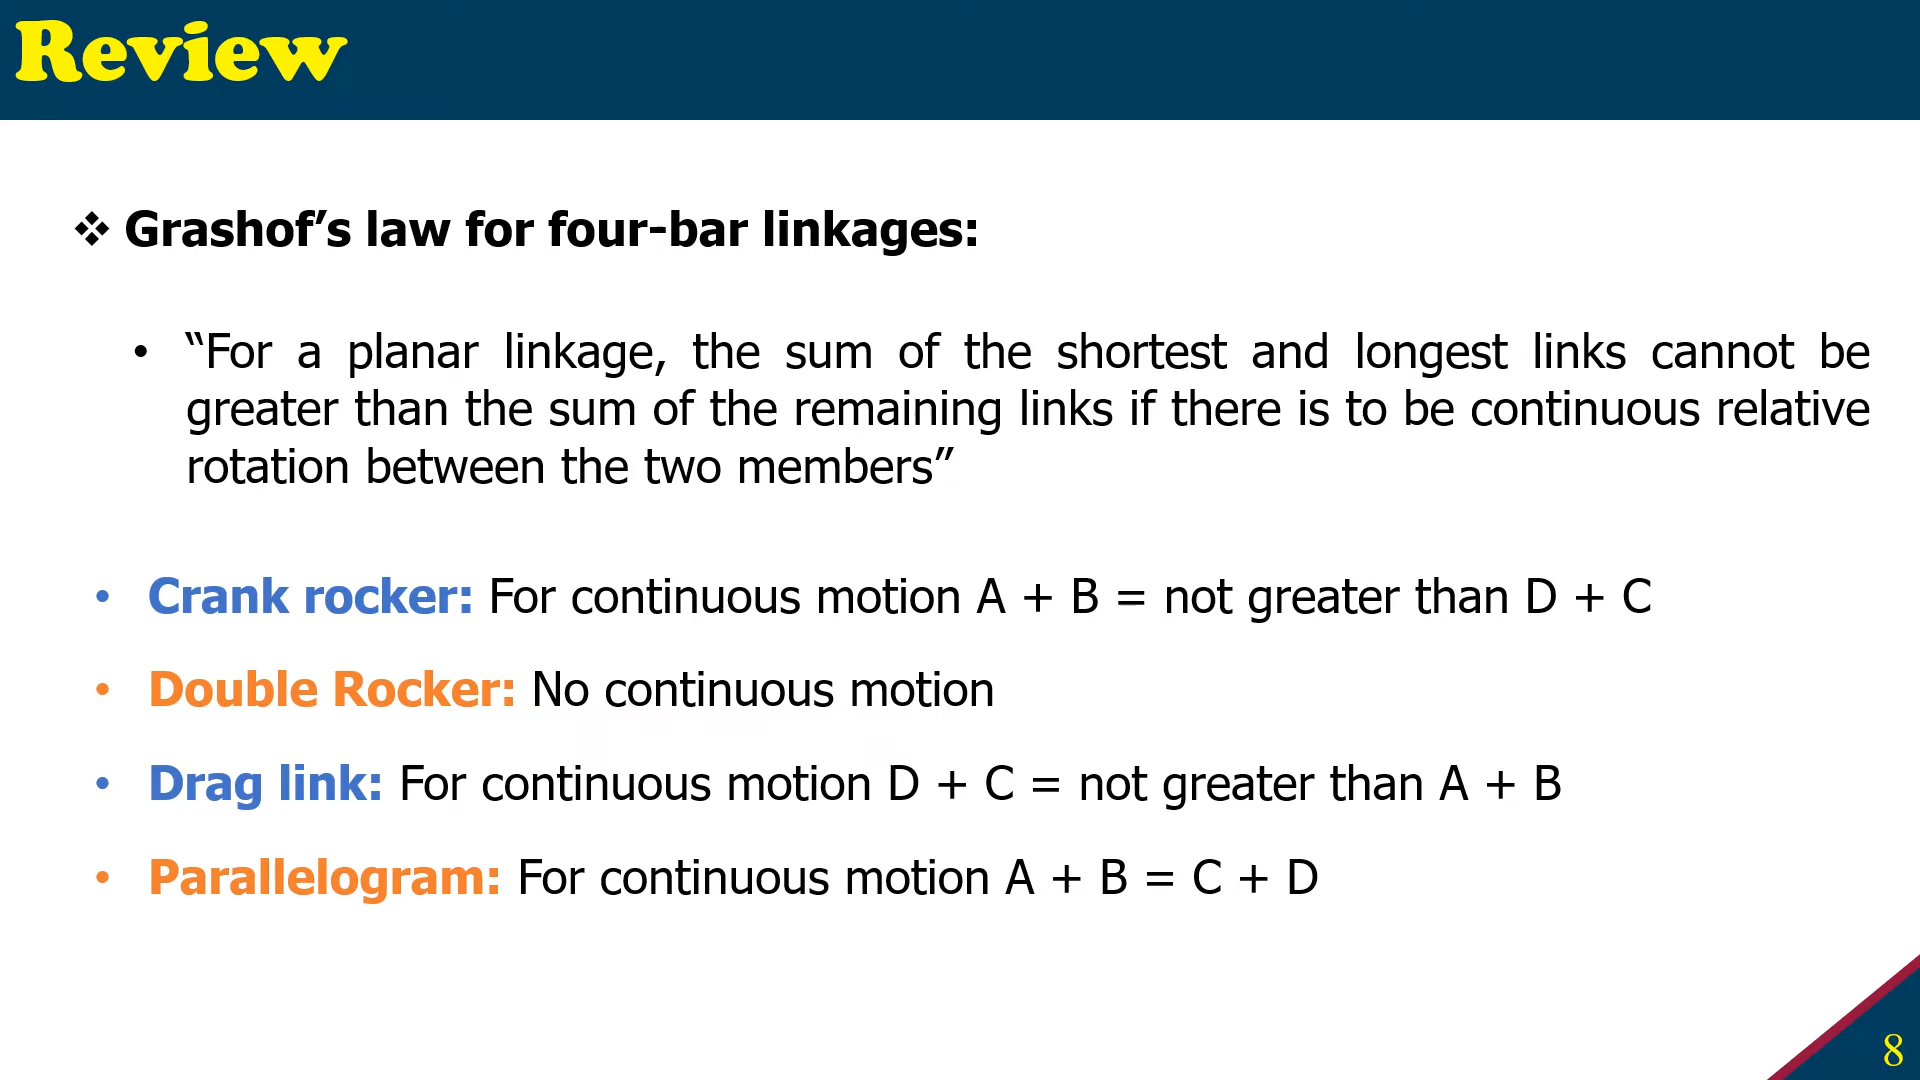 Review
❖ Grashof’s law for four-bar linkages:
• “For a planar linkage, the sum of the shortest and longest links cannot be
greater than the sum of the remaining links if there is to be continuous relative
rotation between the two members”
• Crank rocker: For continuous motion A + B = not greater than D + C
• Double Rocker: No continuous motion
• Drag link: For continuous motion D + C = not greater than A + B
• Parallelogram: For continuous motion A + B = C + D
8